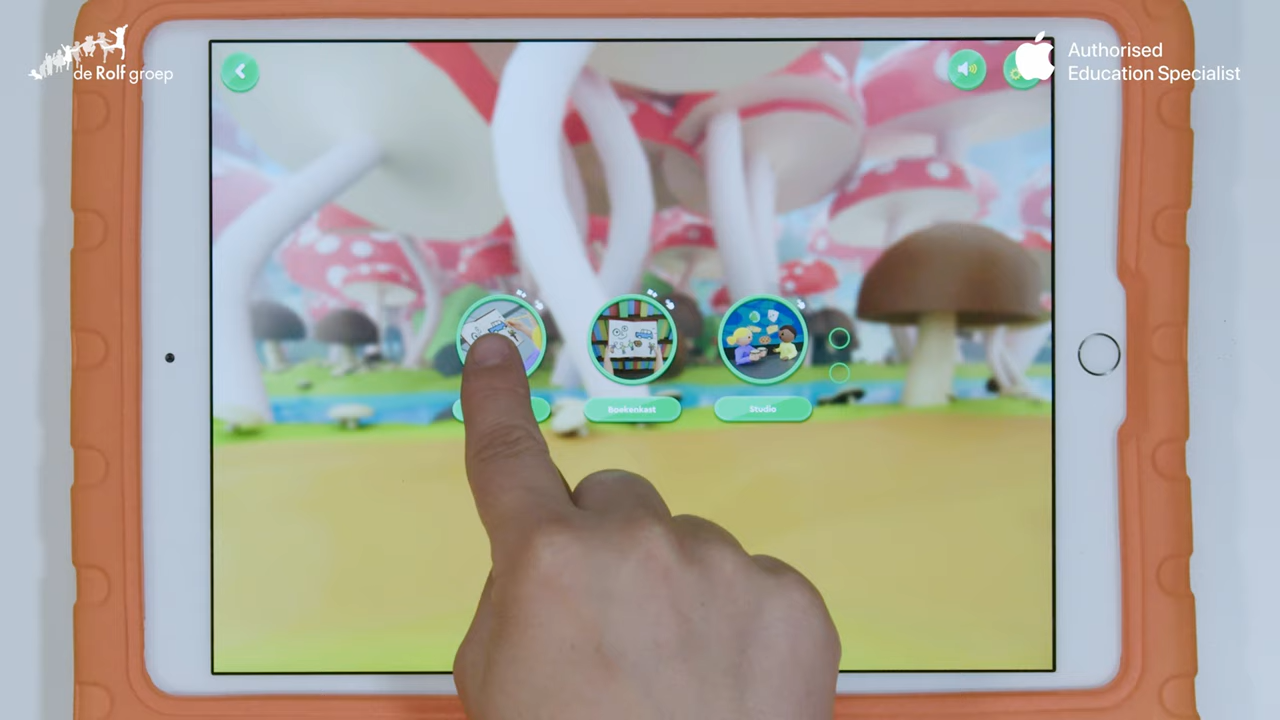 de Rolf groep
Authorised
Education Specialist
Boekenkast
Studio